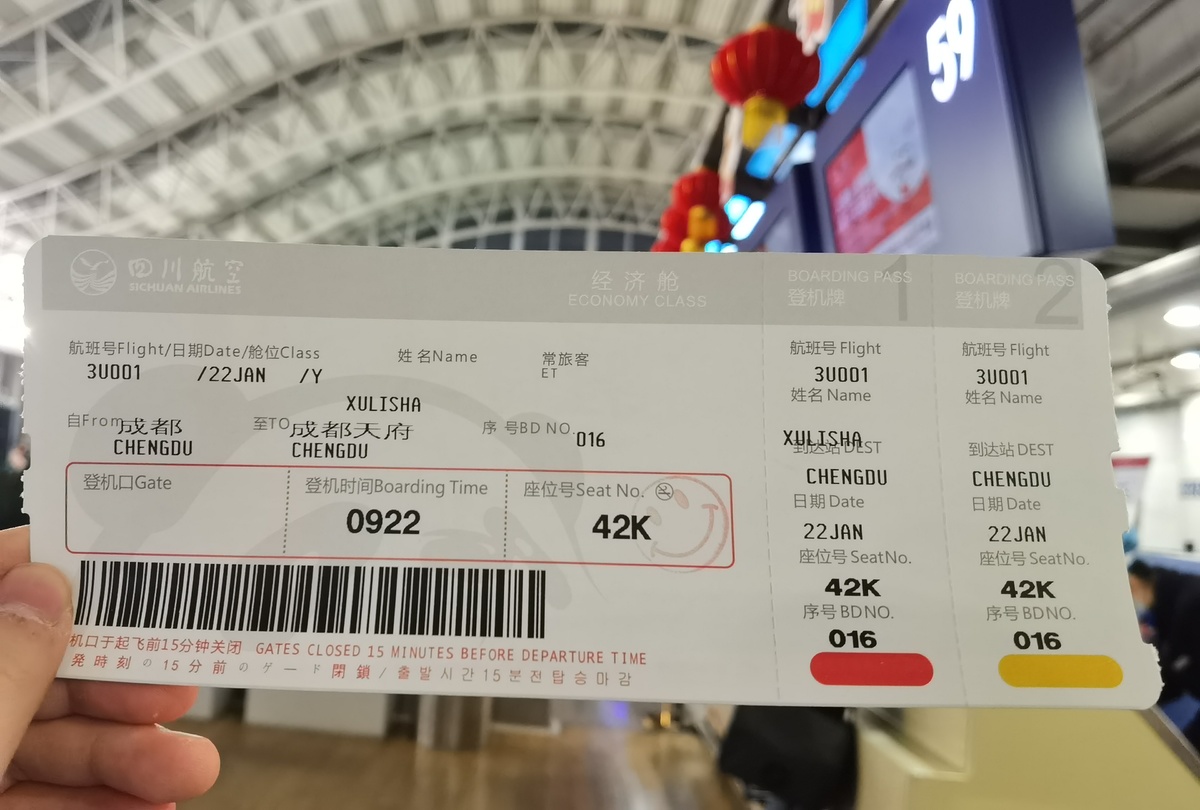 59
四川航空
SICHUAN AIRLINES
经济舱
ECONOMY CLASS
BOARDING PASS 1
登机牌
BOARDING PASS 2
登机牌
航班号Flight/日期Date/舱位Class
3U001 /22JAN /Y
姓名Name
XULISHA
常旅客
ET
自From 成都
CHENGDU
至TO 成都天府
CHENGDU
序号BD NO. 016
登机口Gate
登机时间Boarding Time
0922
座位号Seat No.
42K
机口于起飞前15分钟关闭 GATES CLOSED 15 MINUTES BEFORE DEPARTURE TIME
発時刻の15分前のゲード閉鎖/출발시간15분전탑승마감
航班号 Flight
3U001
姓名 Name
XULISHA
到达站 DEST
CHENGDU
日期 Date
22JAN
座位号 SeatNo.
42K
序号 BDNO.
016
航班号 Flight
3U001
姓名 Name
到达站 DEST
CHENGDU
日期 Date
22JAN
座位号 SeatNo.
42K
序号 BDNO.
016